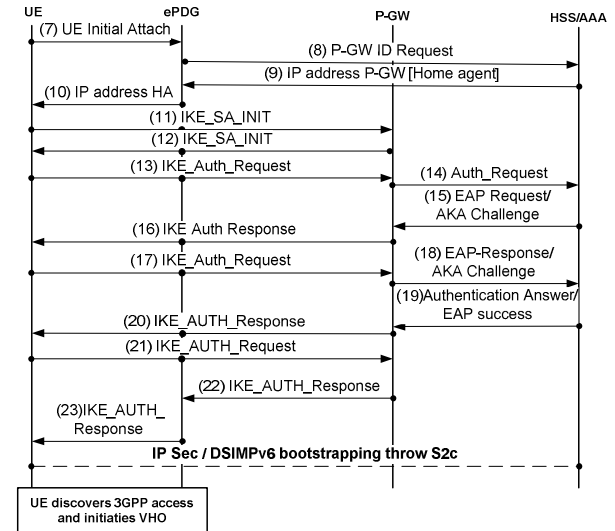 UE ePDG P-GW HSS/AAA
(7) UE Initial Attach
(8) P-GW ID Request
(9) IP address P-GW [Home agent]
(10) IP address HA
(11) IKE_SA_INIT
(12) IKE_SA_INIT
(13) IKE_Auth_Request
(14) Auth_Request
(15) EAP Request/
AKA Challenge
(16) IKE Auth Response
(17) IKE_Auth_Request
(18) EAP-Response/
AKA Challenge
(19)Authentication Answer/
EAP success
(20) IKE_AUTH_Response
(21) IKE_AUTH_Request
(22) IKE_AUTH_Response
(23)IKE_AUTH_
Response
IP Sec / DSIMPv6 bootstrapping throw S2c
UE discovers 3GPP access
and initiaties VHO